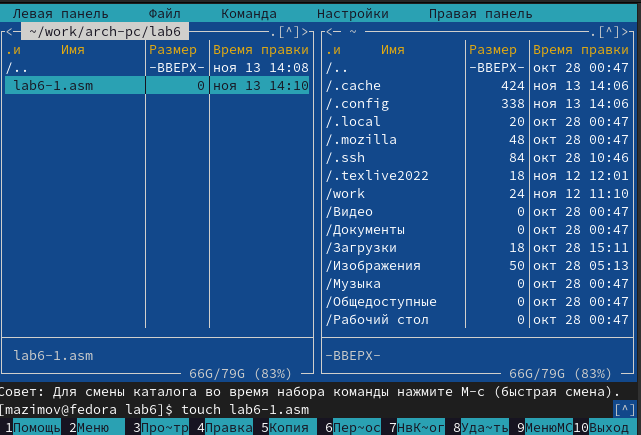 Левая панель Файл Команда Настройки Правая панель
<─ ~/work/arch-pc/lab6 ─.[^]>
.и Имя Размер Время правки
/.. -ВВЕРХ- ноя 13 14:08
lab6-1.asm 0 ноя 13 14:10
lab6-1.asm
66G/79G (83%)
<─ ~ ─.[^]>
.и Имя Размер Время правки
/.. -ВВЕРХ- окт 28 00:47
/.cache 424 ноя 13 14:06
/.config 338 ноя 13 14:06
/.local 20 окт 28 00:47
/.mozilla 48 окт 28 00:47
/.ssh 84 окт 28 10:46
/.texlive2022 18 ноя 12 12:01
/work 24 ноя 12 11:10
/Видео 0 окт 28 00:47
/Документы 0 окт 28 00:47
/Загрузки 18 окт 28 15:11
/Изображения 50 окт 28 05:13
/Музыка 0 окт 28 00:47
/Общедоступные 0 окт 28 00:47
/Рабочий стол 0 окт 28 00:47
-ВВЕРХ-
66G/79G (83%)
Совет: Для смены каталога во время набора команды нажмите M-c (быстрая смена).
[mazimov@fedora lab6]$ touch lab6-1.asm [^]
1Помощь 2Меню 3Про~тр 4Правка 5Копия 6Пер~ос 7НвК~ог 8Уда~ть 9МенюМС 10Выход